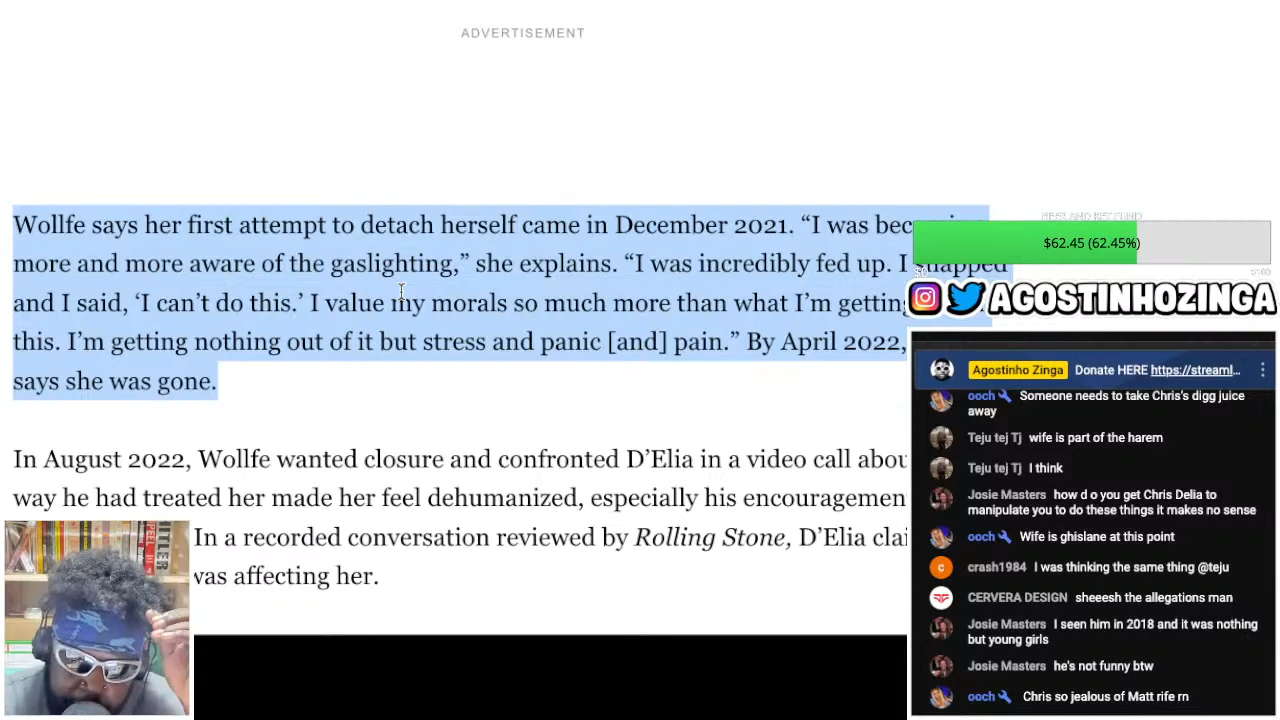 ADVERTISEMENT
Wollfe says her first attempt to detach herself came in December 2021. “I was
more and more aware of the gaslighting,” she explains. “I was incredibly fed up. I
and I said, ‘I can’t do this.’ I value my morals so much more than what I’m getting
this. I’m getting nothing out of it but stress and panic [and] pain.” By April 2022,
says she was gone.
In August 2022, Wollfe wanted closure and confronted D’Elia in a video call
way he had treated her made her feel dehumanized, especially his encouragement
In a recorded conversation reviewed by Rolling Stone, D’Elia
was affecting her.
$62.45 (62.45%)
AGOSTINHOZINGA
Agostinho Zinga Donate HERE https://streaml...
ooch Someone needs to take Chris's digg juice
away
Teju tej Tj wife is part of the harem
Teju tej Tj I think
Josie Masters how d o you get Chris Delia to
manipulate you to do these things it makes no sense
ooch Wife is ghislane at this point
C crash1984 I was thinking the same thing @teju
CERVERA DESIGN sheeesh the allegations man
Josie Masters I seen him in 2018 and it was nothing
but young girls
Josie Masters he's not funny btw
ooch Chris so jealous of Matt rife rn